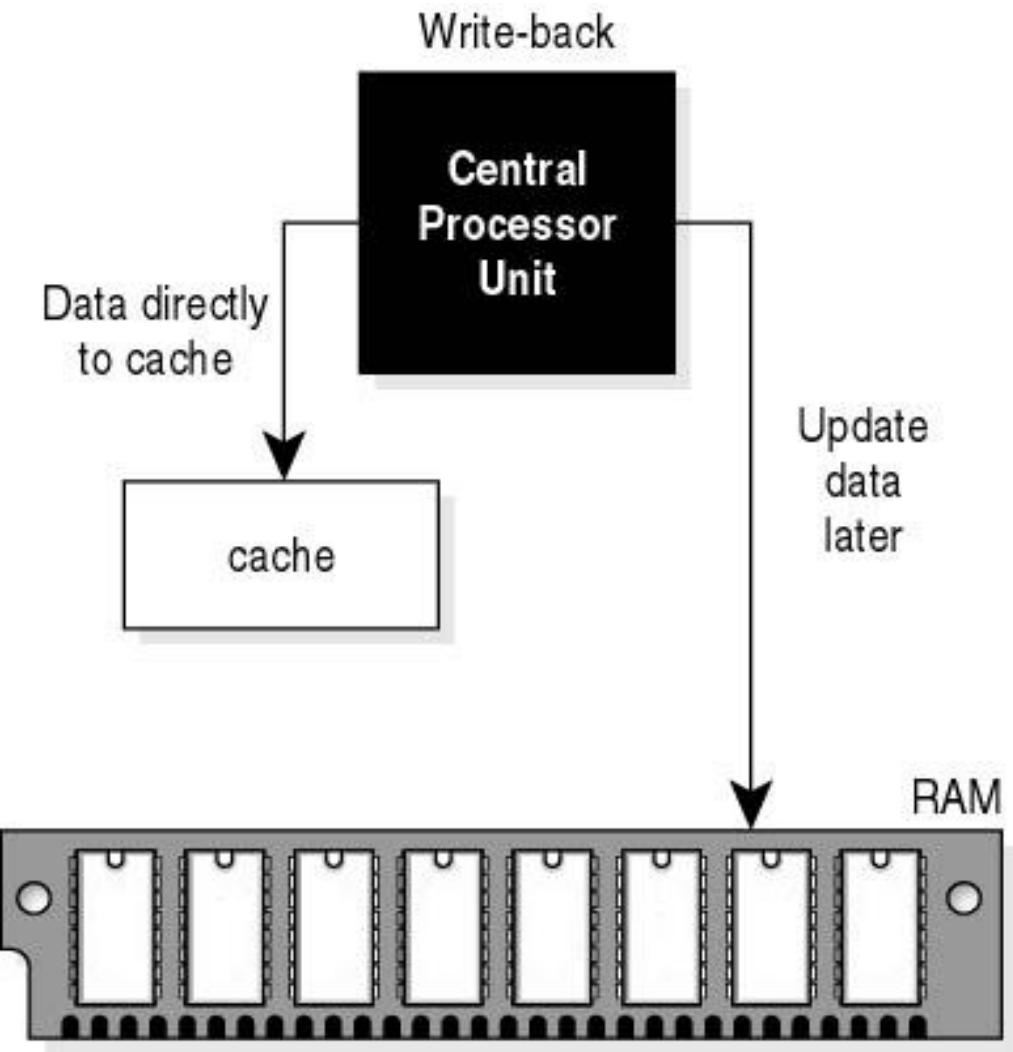 Write-back
Central
Processor
Unit
Data directly
to cache
cache
Update
data
later
RAM